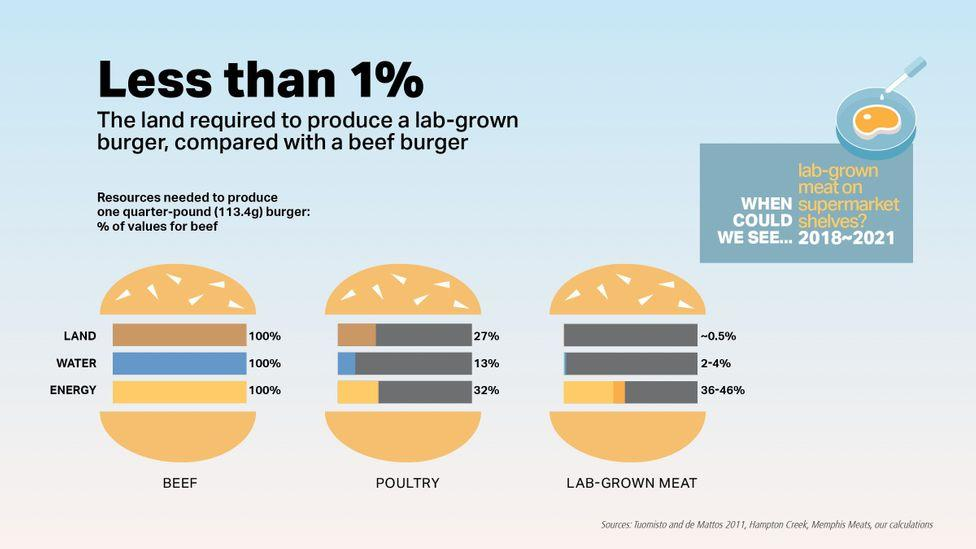 Less than 1%
The land required to produce a lab-grown
burger, compared with a beef burger
Resources needed to produce
one quarter-pound (113.4g) burger:
% of values for beef
WHEN
COULD
WE SEE...
lab-grown
meat on
supermarket
shelves?
2018~2021
LAND 100% 27% ~0.5%
WATER 100% 13% 2-4%
ENERGY 100% 32% 36-46%
BEEF POULTRY LAB-GROWN MEAT
Sources: Tuomisto and de Mattos 2011, Hampton Creek, Memphis Meats, our calculations